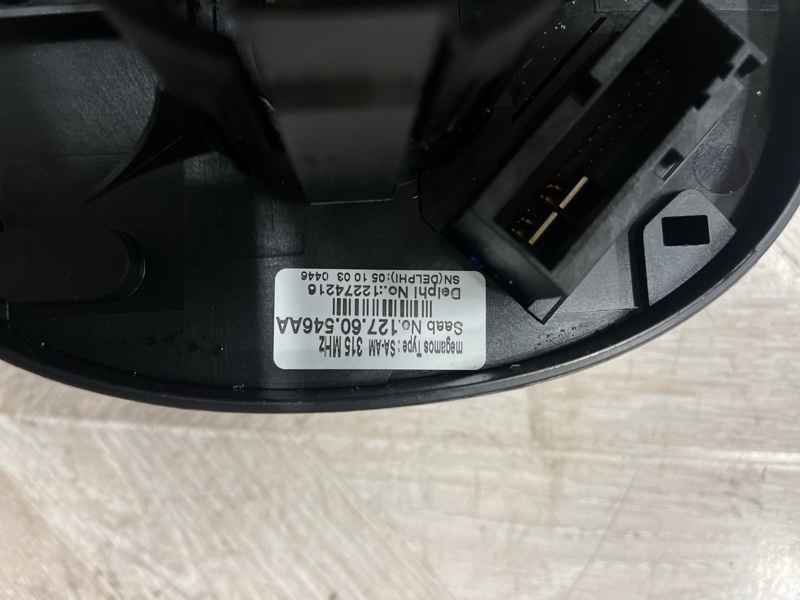 megamos Type : SA-AM 315 MHz
Saab No.127.60.546AA
Delphi No.:12274216
SN(DELPHI):05 10 03 0446